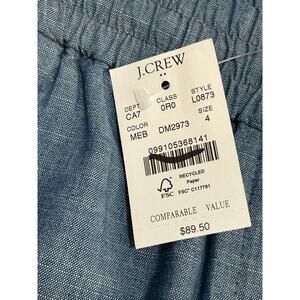 J.CREW
DEPT CLASS STYLE
CA7 0R0 L0873
COLOR SIZE
MEB DM2973 4
099105368141
RECYCLED
Paper
FSC
FSC® C117781
COMPARABLE VALUE
$89.50